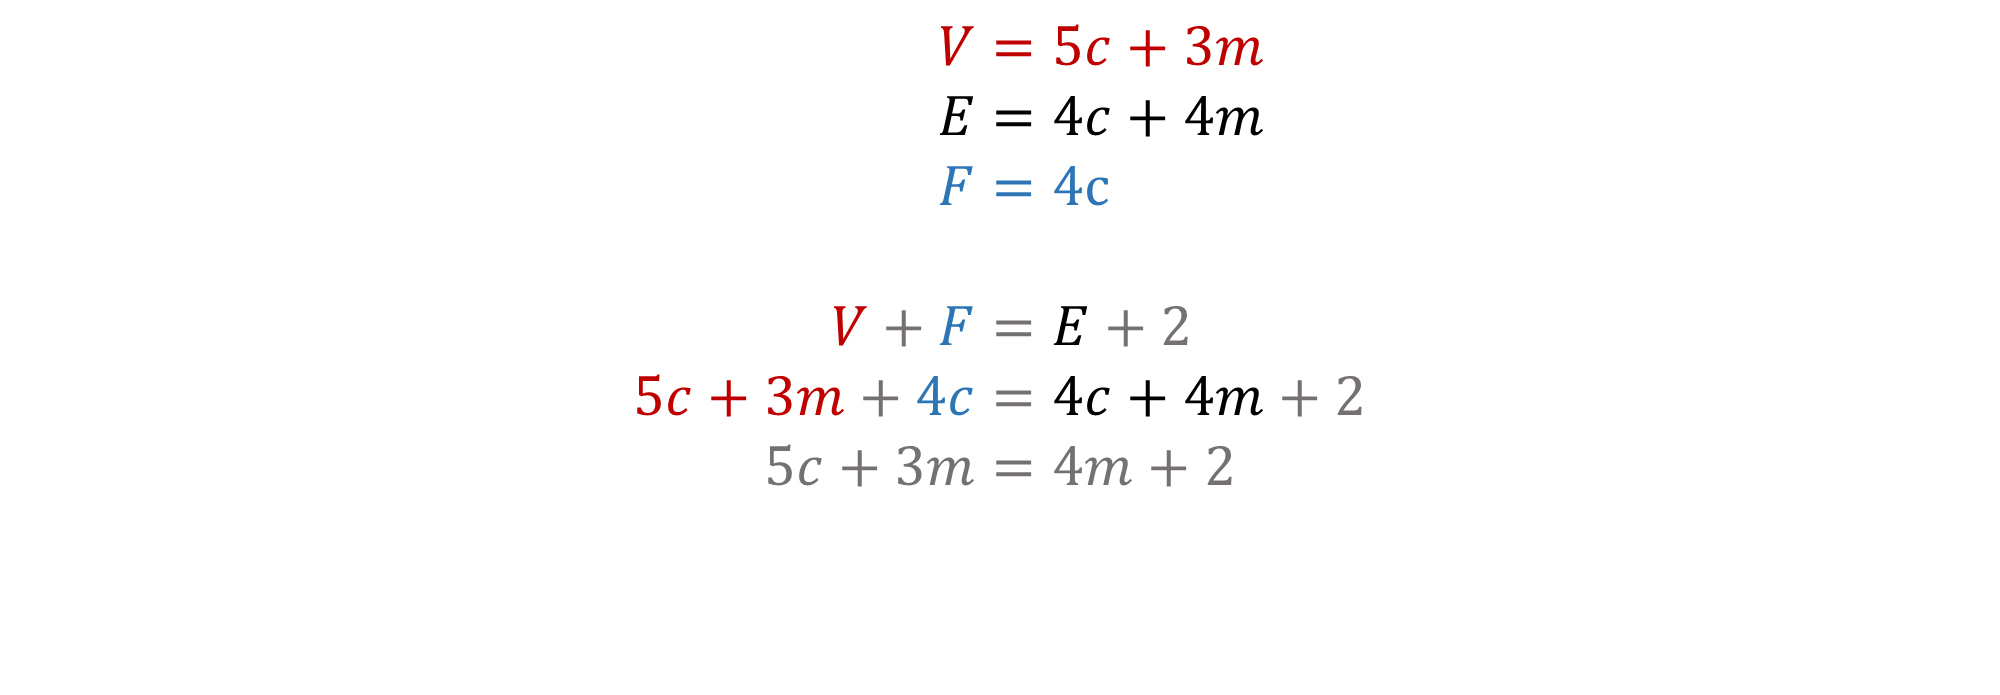 V = 5c + 3m
E = 4c + 4m
F = 4c
V + F = E + 2
5c + 3m + 4c = 4c + 4m + 2
5c + 3m = 4m + 2